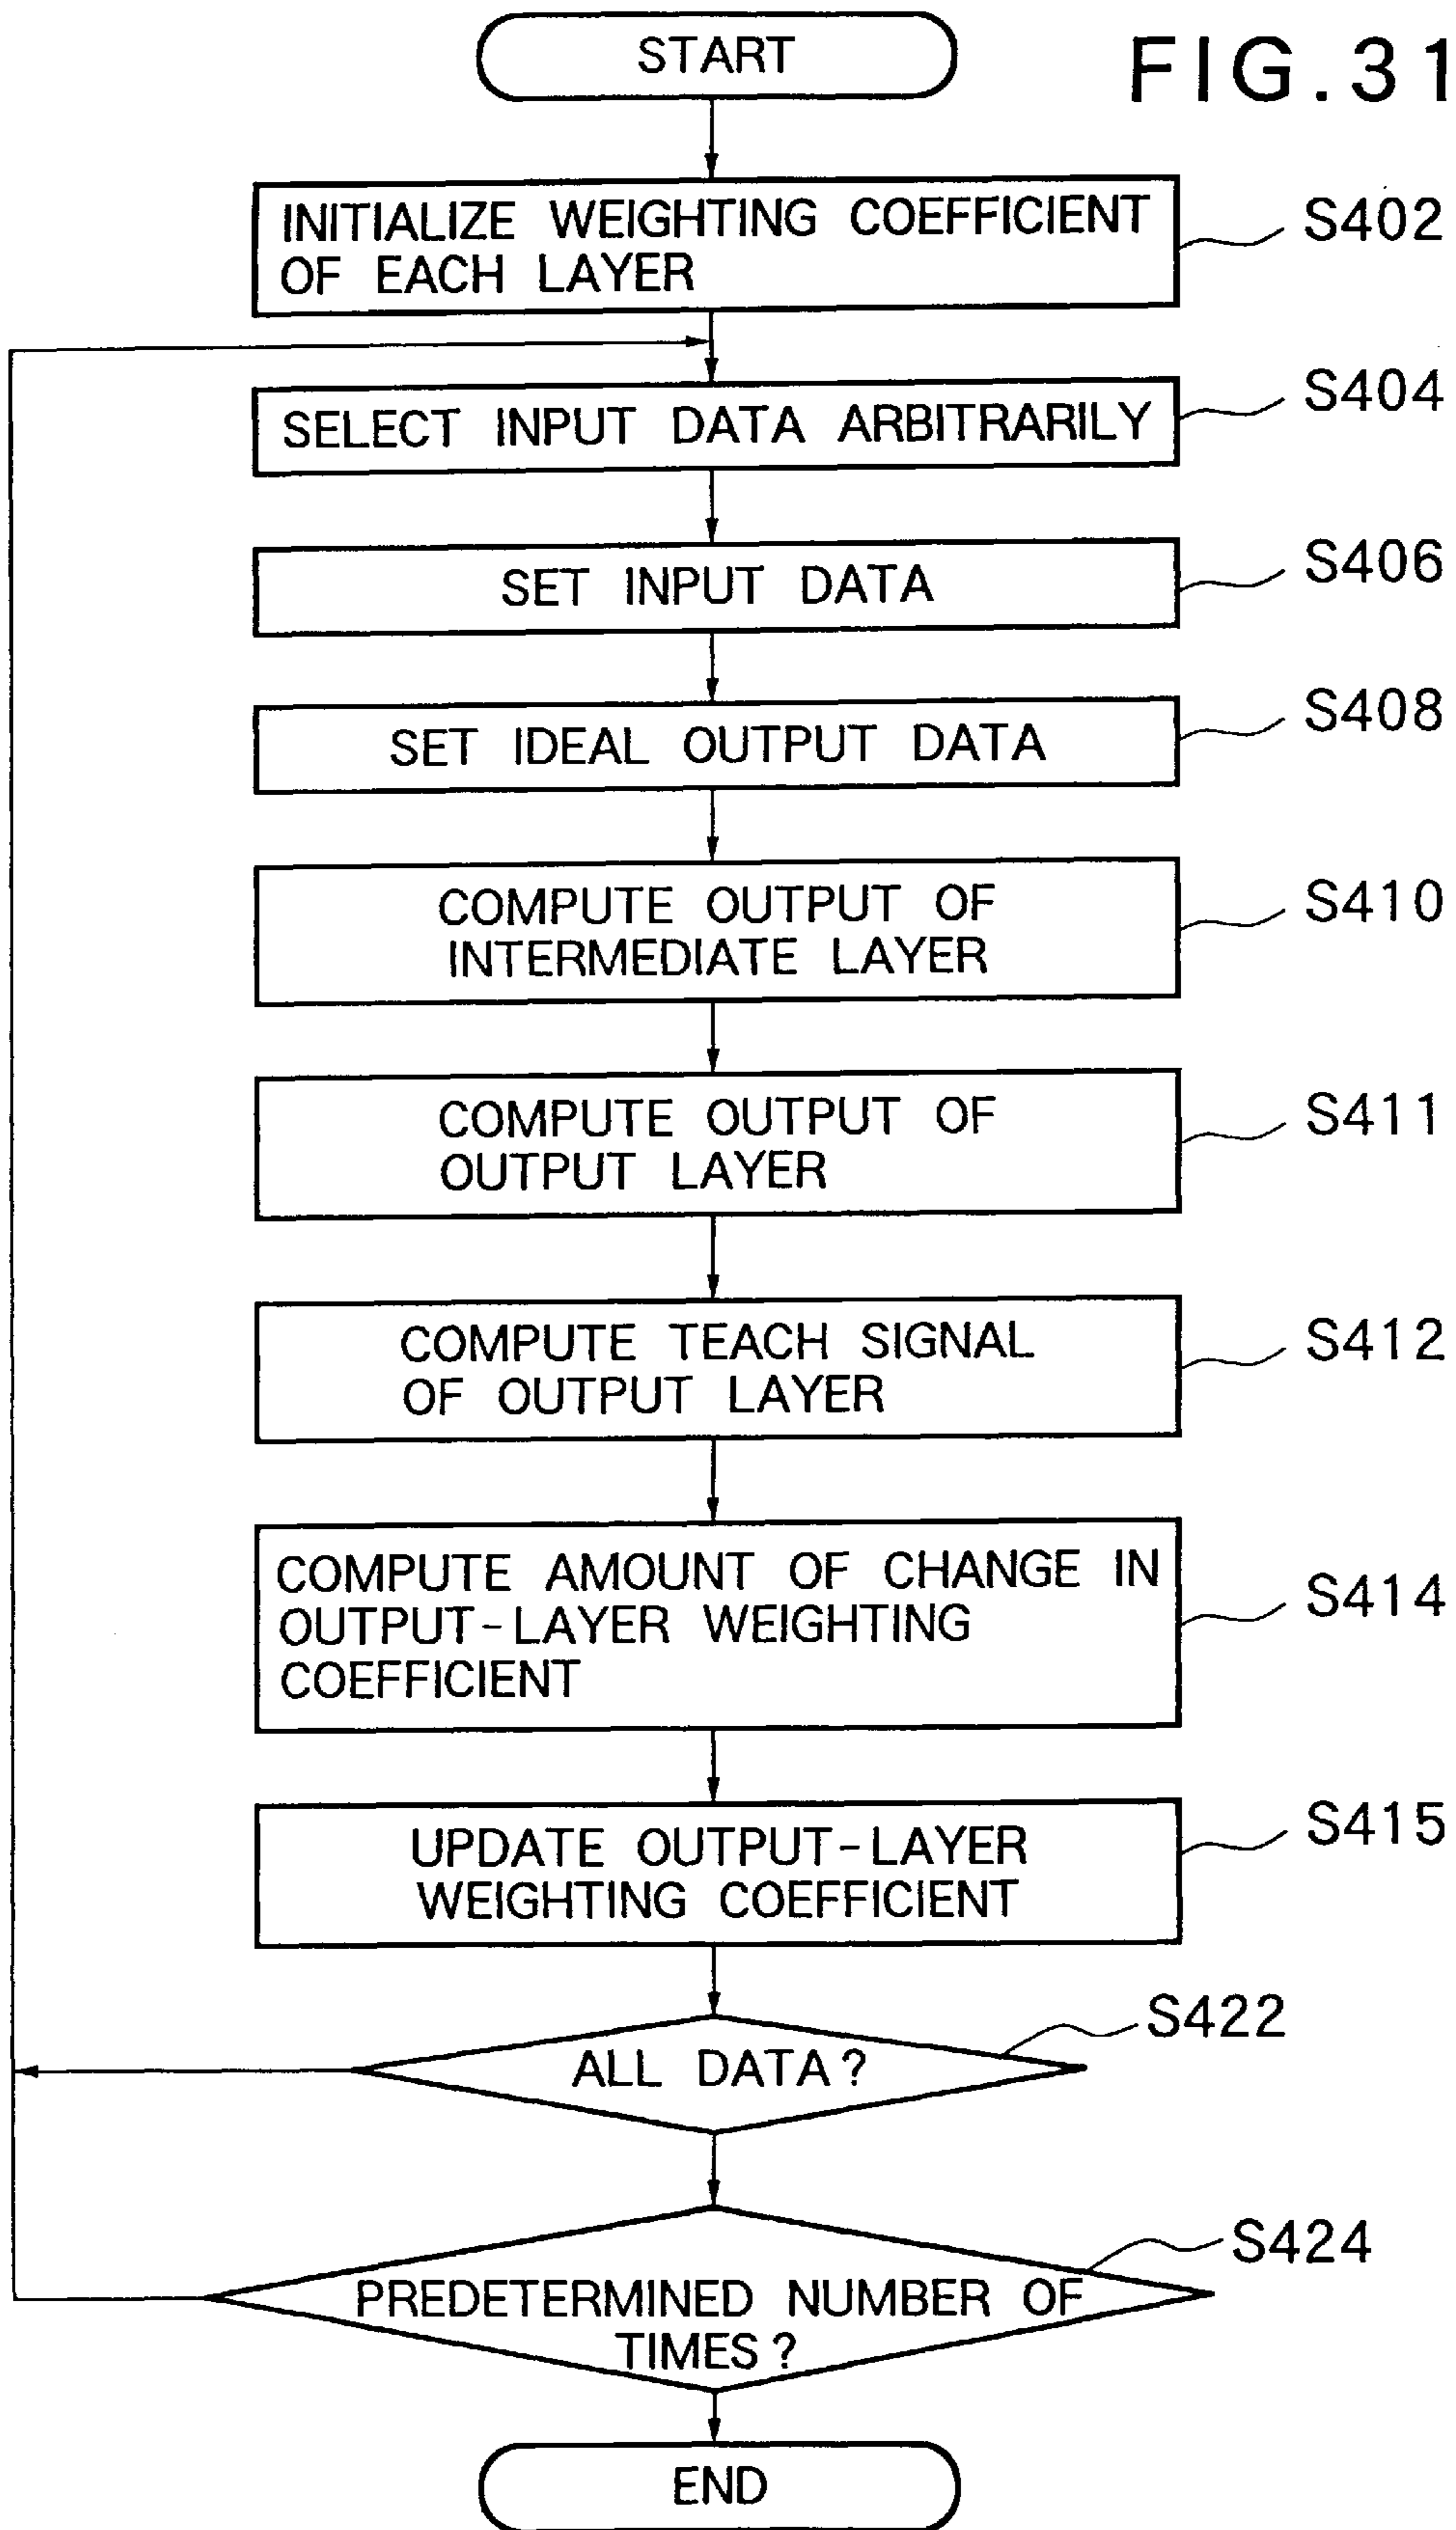 START
FIG.31
INITIALIZE WEIGHTING COEFFICIENT
OF EACH LAYER
S402
SELECT INPUT DATA ARBITRARILY
S404
SET INPUT DATA
S406
SET IDEAL OUTPUT DATA
S408
COMPUTE OUTPUT OF
INTERMEDIATE LAYER
S410
COMPUTE OUTPUT OF
OUTPUT LAYER
S411
COMPUTE TEACH SIGNAL
OF OUTPUT LAYER
S412
COMPUTE AMOUNT OF CHANGE IN
OUTPUT-LAYER WEIGHTING
COEFFICIENT
S414
UPDATE OUTPUT-LAYER
WEIGHTING COEFFICIENT
S415
ALL DATA?
S422
PREDETERMINED NUMBER OF
TIMES?
S424
END